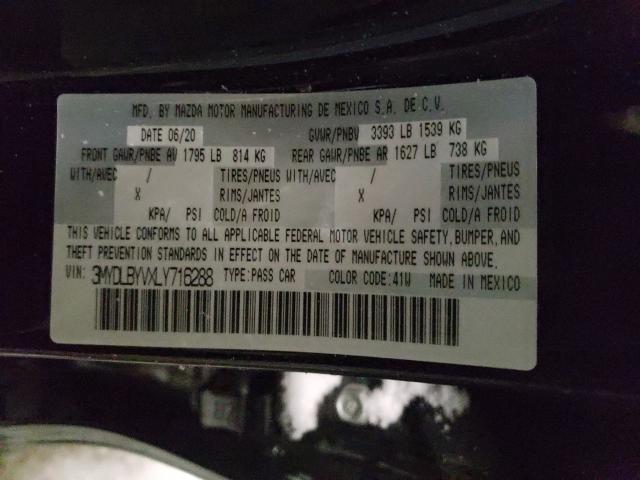 MFD. BY MAZDA MOTOR MANUFACTURING DE MEXICO S.A. DE C.V.
DATE 06/20 GVWR/PNBV 3393 LB 1539 KG
FRONT GAWR/PNBE AV 1795 LB 814 KG REAR GAWR/PNBE AR 1627 LB 738 KG
WITH/AVEC / TIRES/PNEUS WITH/AVEC / TIRES/PNEUS
X RIMS/JANTES X RIMS/JANTES
KPA/ PSI COLD/A FROID KPA/ PSI COLD/A FROID
THIS VEHICLE CONFORMS TO ALL APPLICABLE FEDERAL MOTOR VEHICLE SAFETY, BUMPER, AND
THEFT PREVENTION STANDARDS IN EFFECT ON THE DATE OF MANUFACTURE SHOWN ABOVE.
VIN: 3MYDLBYVXLY716288 TYPE:PASS CAR COLOR CODE:41W MADE IN MEXICO